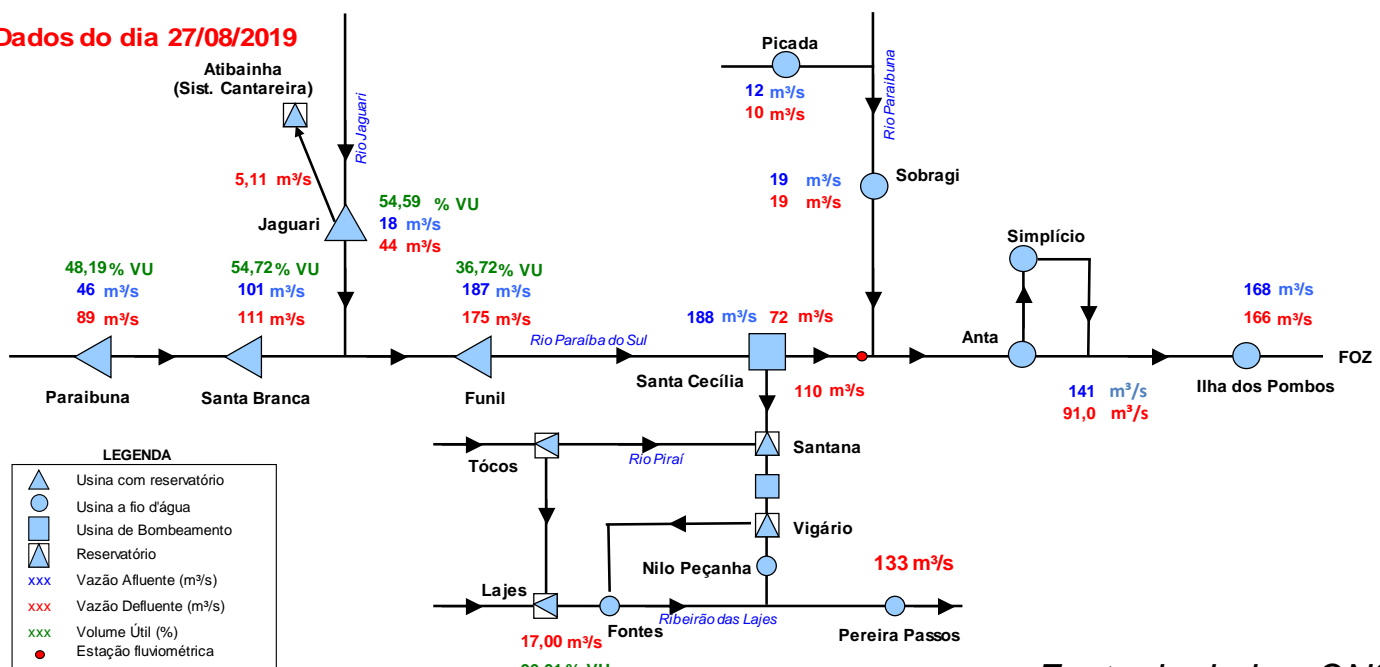 Dados do dia 27/08/2019
Atibainha
(Sist. Cantareira)
Rio Jaguari
5,11 m³/s
Jaguari
54,59 % VU
18 m³/s
44 m³/s
Picada
12 m³/s
10 m³/s
Rio Paraibuna
Sobragi
19 m³/s
19 m³/s
48,19 % VU
46 m³/s
89 m³/s
Paraibuna
54,72 % VU
101 m³/s
111 m³/s
Santa Branca
36,72 % VU
187 m³/s
175 m³/s
Funil
Rio Paraíba do Sul
188 m³/s 72 m³/s
Santa Cecília
110 m³/s
Simplício
Anta
141 m³/s
91,0 m³/s
168 m³/s
166 m³/s
Ilha dos Pombos
FOZ
Tócos
Rio Piraí
Santana
Vigário
Nilo Peçanha
133 m³/s
Lajes
Fontes
Ribeirão das Lajes
Pereira Passos
17,00 m³/s
LEGENDA
Usina com reservatório
Usina a fio d'água
Usina de Bombeamento
Reservatório
xxx Vazão Afluente (m³/s)
xxx Vazão Defluente (m³/s)
xxx Volume Útil (%)
Estação fluviométrica